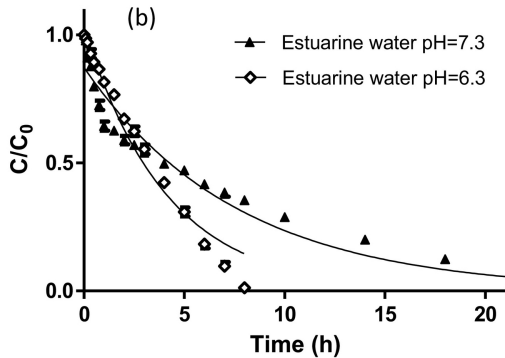 (b)
1.0
Estuarine water pH=7.3
Estuarine water pH=6.3
C/C0
0.5
0.0
0 5 10 15 20
Time (h)